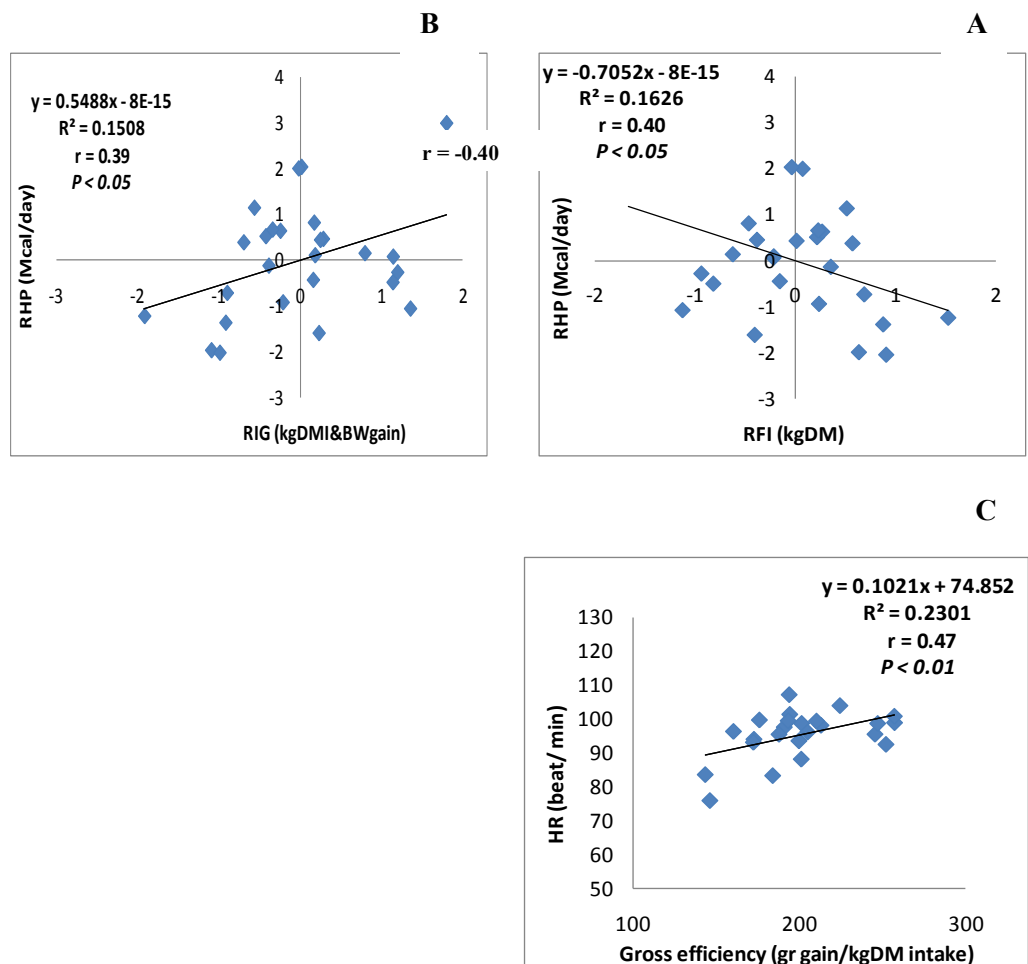 B
y = 0.5488x - 8E-15
R² = 0.1508
r = 0.39
P < 0.05
r = -0.40
RHP (Mcal/day)
4
3
2
1
0
-1
-2
-3
-3
-2
-1
0
1
2
RIG (kgDMI&BWgain)
A
y = -0.7052x - 8E-15
R² = 0.1626
r = 0.40
P < 0.05
RHP (Mcal/day)
4
3
2
1
0
-1
-2
-3
-2
-1
0
1
2
RFI (kgDM)
C
y = 0.1021x + 74.852
R² = 0.2301
r = 0.47
P < 0.01
HR (beat/ min)
130
120
110
100
90
80
70
60
50
100
200
300
Gross efficiency (gr gain/kgDM intake)